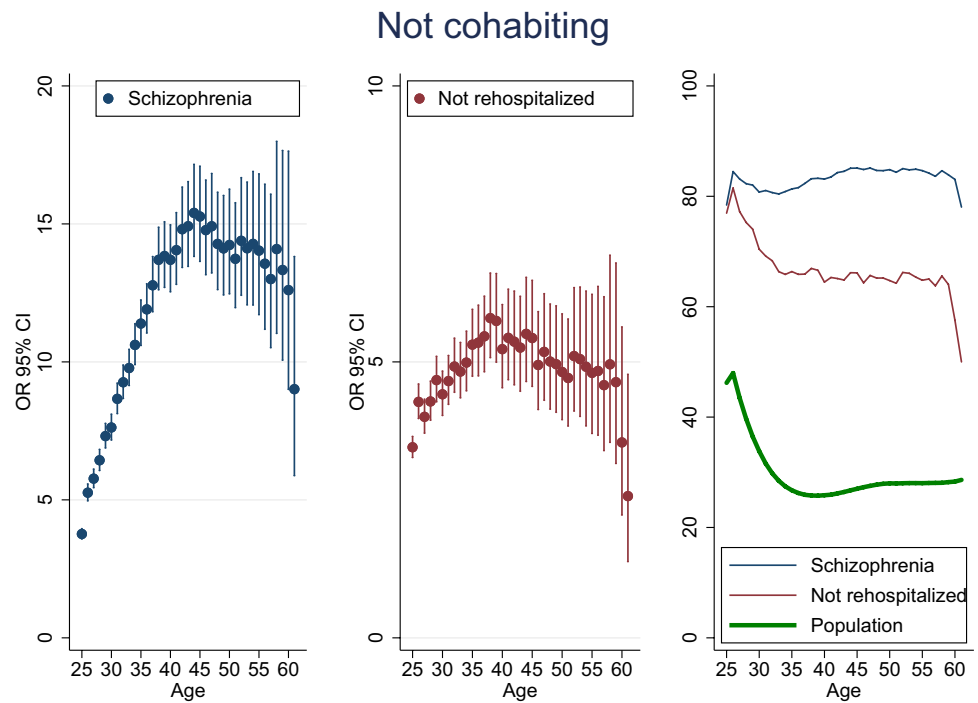 Not cohabiting
Schizophrenia
OR 95% CI
20
15
10
5
0
25 30 35 40 45 50 55 60
Age
Not rehospitalized
OR 95% CI
10
5
0
25 30 35 40 45 50 55 60
Age
100
80
60
40
20
0
Schizophrenia
Not rehospitalized
Population
25 30 35 40 45 50 55 60
Age